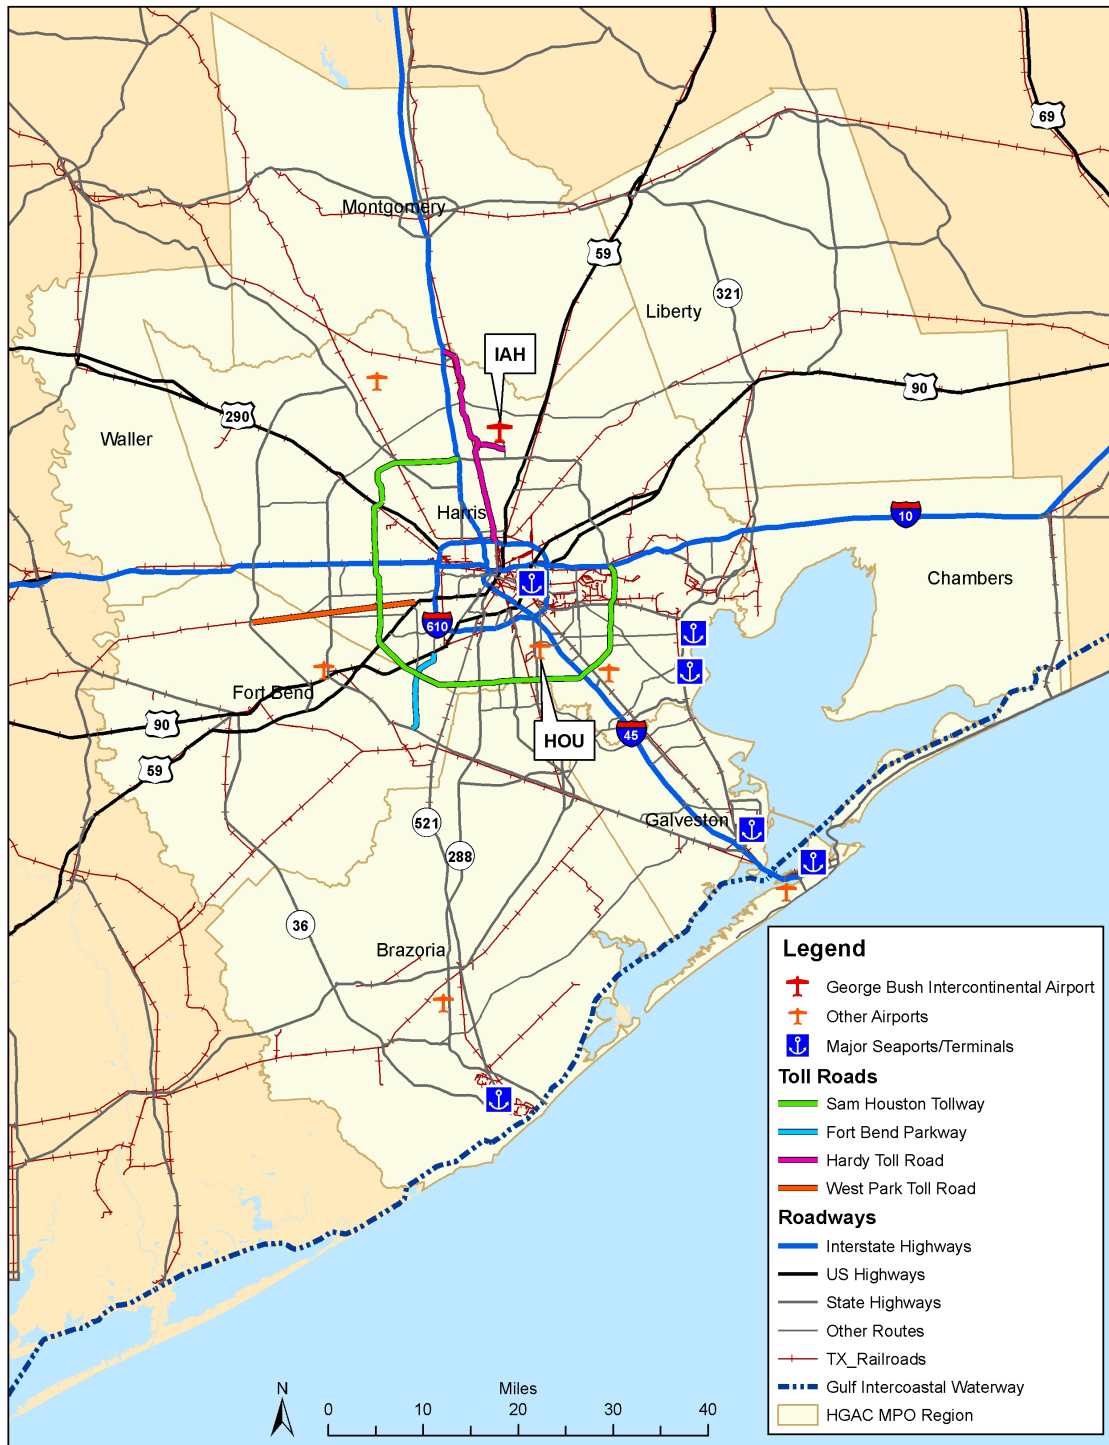 69
Montgomery
59
321
Liberty
IAH
90
290
Waller
Harris
10
Chambers
610
Fort Bend
90
HOU
45
59
521
Galveston
288
36
Brazoria
Legend
George Bush Intercontinental Airport
Other Airports
Major Seaports/Terminals
Toll Roads
Sam Houston Tollway
Fort Bend Parkway
Hardy Toll Road
West Park Toll Road
Roadways
Interstate Highways
US Highways
State Highways
Other Routes
TX_Railroads
Gulf Intercoastal Waterway
HGAC MPO Region
N
Miles
0 10 20 30 40